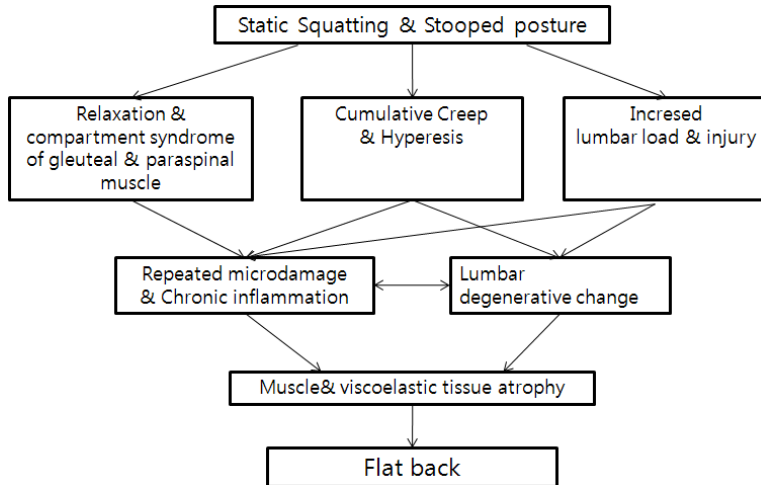 Static Squatting & Stooped posture
Relaxation &
compartment syndrome
of gleuteal & paraspinal
muscle
Cumulative Creep
& Hyperesis
Incresed
lumbar load & injury
Repeated microdamage
& Chronic inflammation
Lumbar
degenerative change
Muscle& viscoelastic tissue atrophy
Flat back